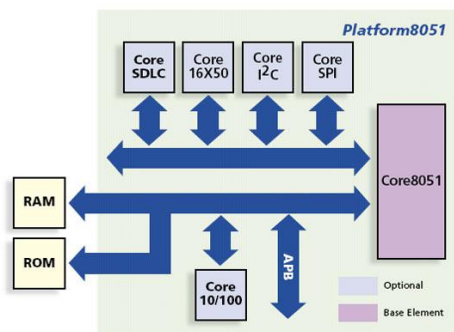 Platform8051
Core
SDLC
Core
16X50
Core
I²C
Core
SPI
Core8051
RAM
ROM
Core
10/100
APB
Optional
Base Element